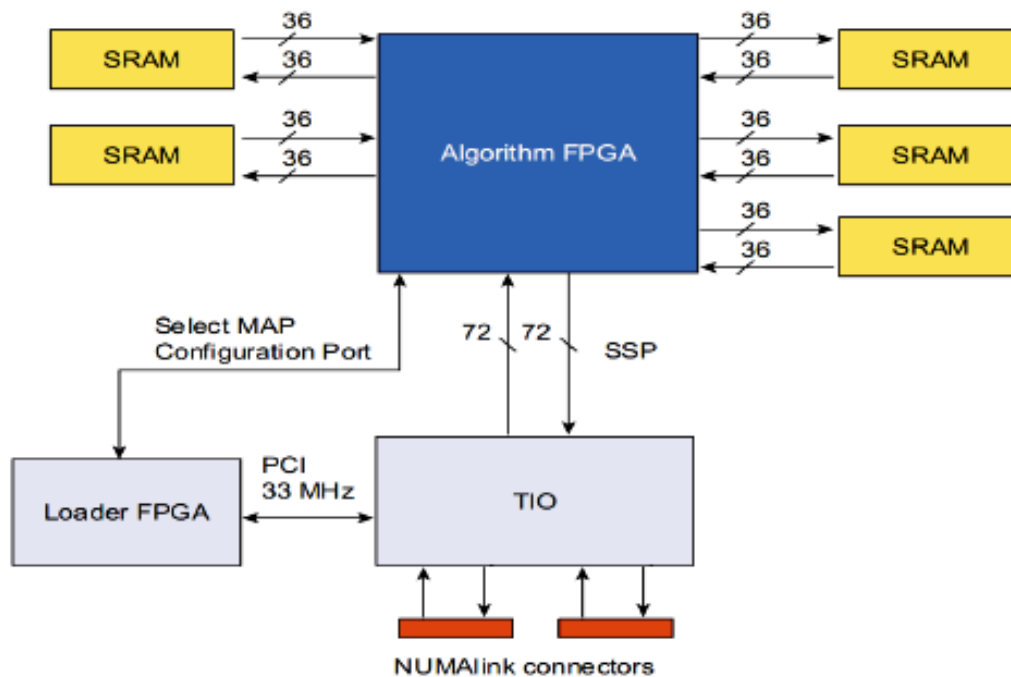 36
36
SRAM
36
SRAM
36
36
36
SRAM
36
Algorithm FPGA
36
SRAM
36
36
SRAM
36
36
SRAM
Select MAP
Configuration Port
72
72
SSP
PCI
33 MHz
Loader FPGA
TIO
NUMAlink connectors